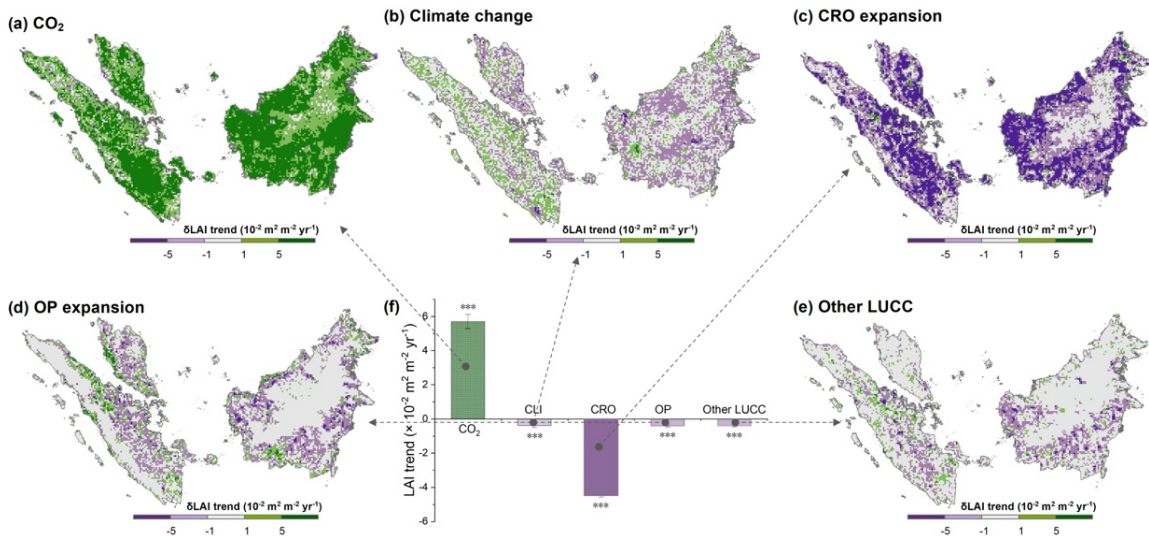 (a) CO₂
(b) Climate change
(c) CRO expansion
δLAI trend (10⁻² m² m⁻² yr⁻¹)
-5 -1 1 5
δLAI trend (10⁻² m² m⁻² yr⁻¹)
-5 -1 1 5
δLAI trend (10⁻² m² m⁻² yr⁻¹)
-5 -1 1 5
(d) OP expansion
(f)
(e) Other LUCC
LAI trend (× 10⁻² m² m⁻² yr⁻¹)
6
4
2
0
-2
-4
-6
***
CO₂
CLI
***
CRO
***
OP
***
Other LUCC
***
δLAI trend (10⁻² m² m⁻² yr⁻¹)
-5 -1 1 5
δLAI trend (10⁻² m² m⁻² yr⁻¹)
-5 -1 1 5